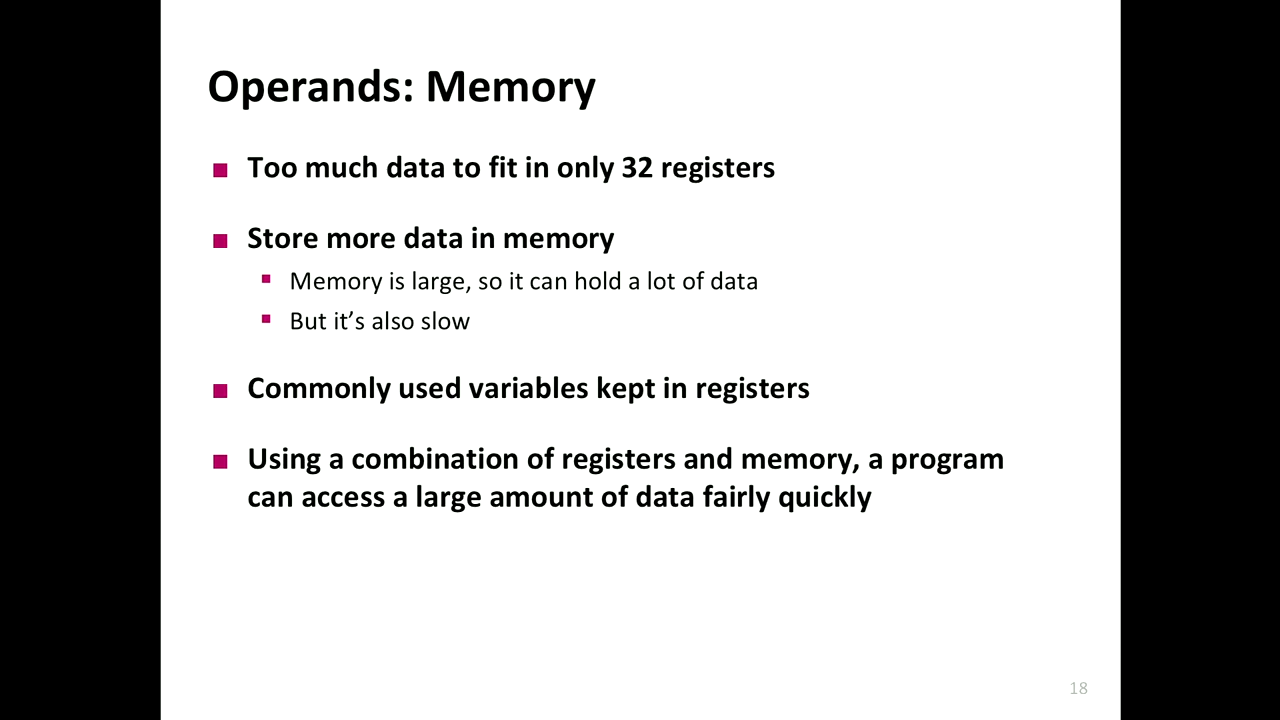 Operands: Memory
Too much data to fit in only 32 registers
Store more data in memory
Memory is large, so it can hold a lot of data
But it’s also slow
Commonly used variables kept in registers
Using a combination of registers and memory, a program
can access a large amount of data fairly quickly
18